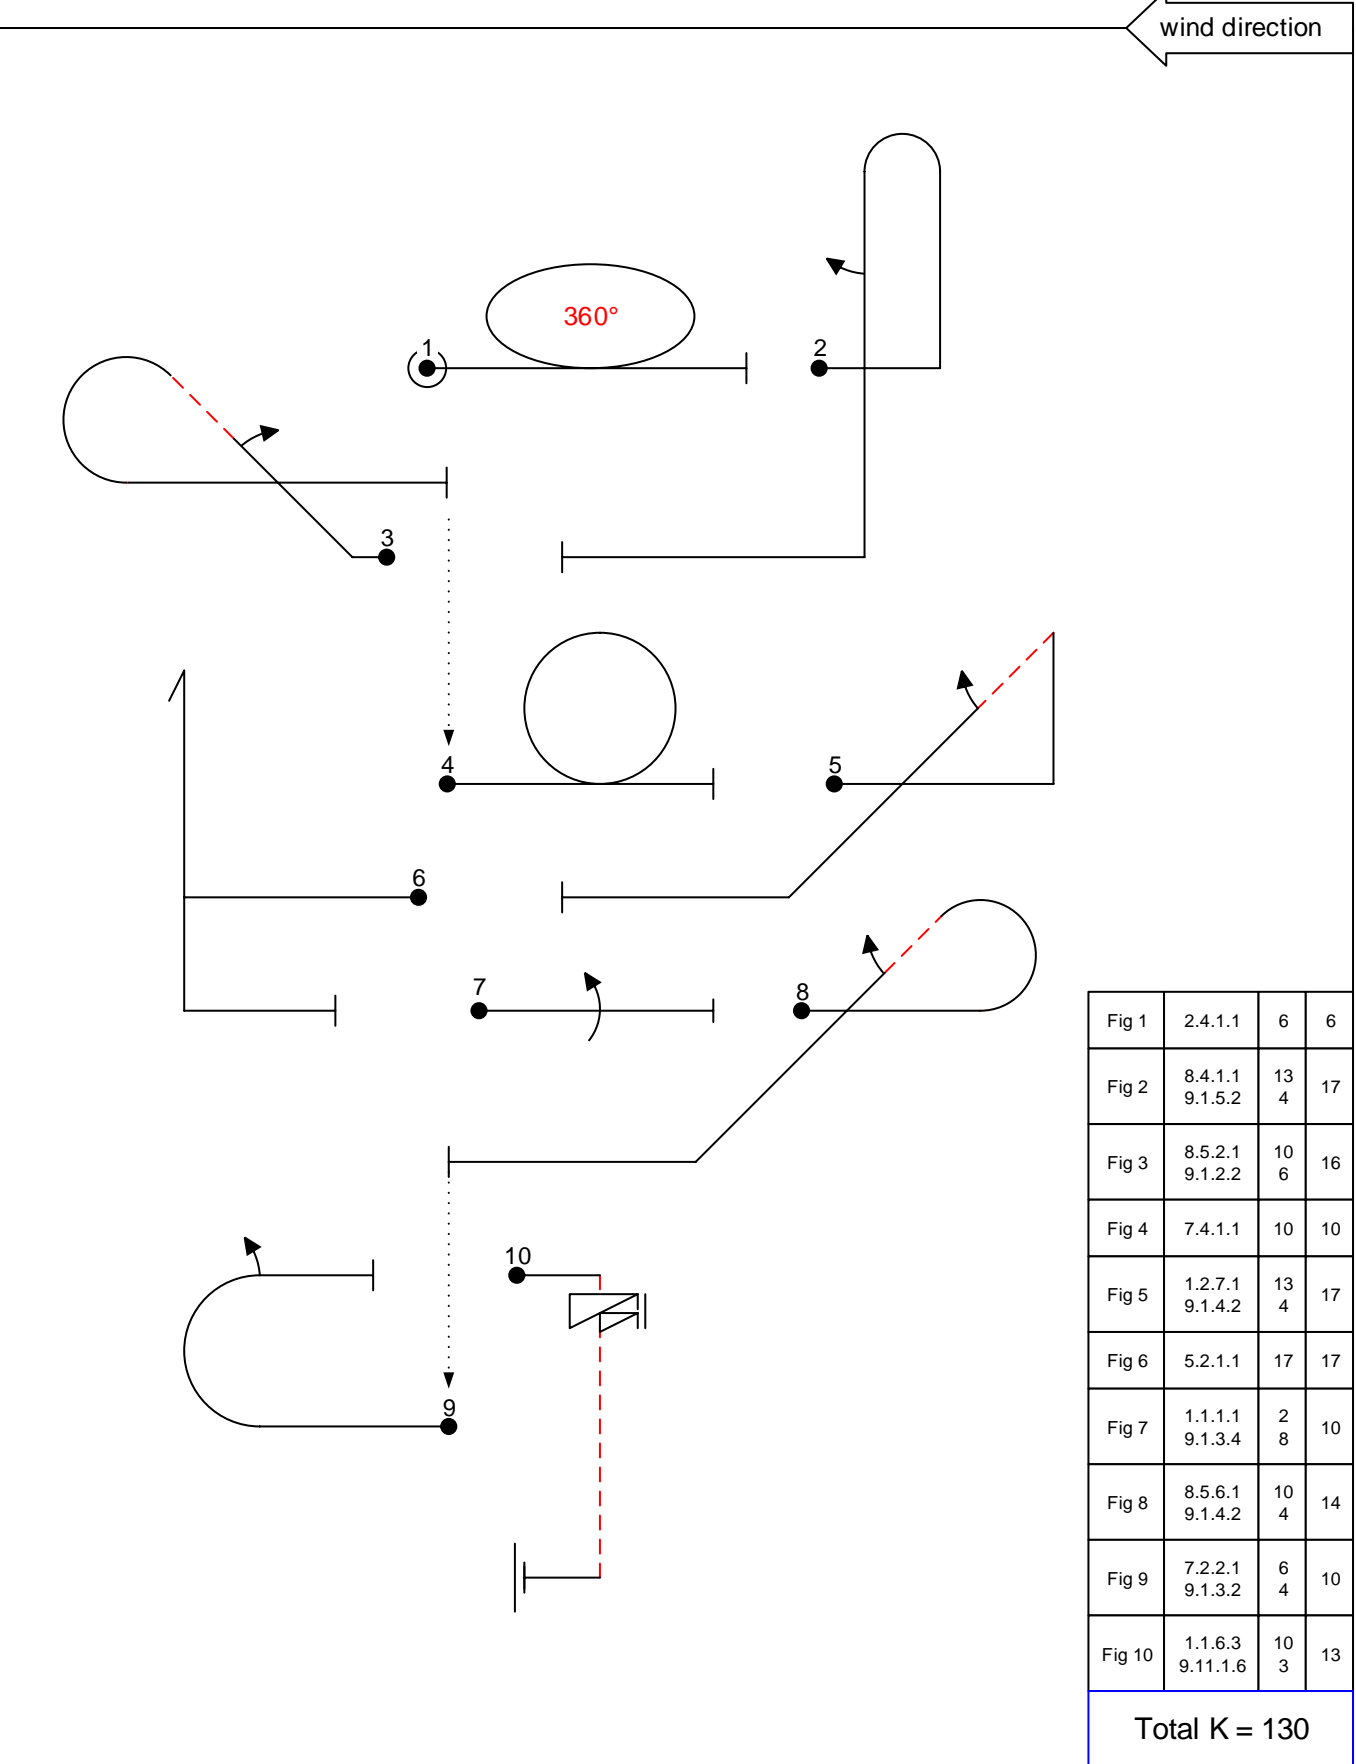 wind direction
360°
1
2
3
4
5
6
7
8
9
10
Fig 1 2.4.1.1 6 6
Fig 2 8.4.1.1 13 17
9.1.5.2 4
Fig 3 8.5.2.1 10 16
9.1.2.2 6
Fig 4 7.4.1.1 10 10
Fig 5 1.2.7.1 13 17
9.1.4.2 4
Fig 6 5.2.1.1 17 17
Fig 7 1.1.1.1 2 10
9.1.3.4 8
Fig 8 8.5.6.1 10 14
9.1.4.2 4
Fig 9 7.2.2.1 6 10
9.1.3.2 4
Fig 10 1.1.6.3 10 13
9.11.1.6 3
Total K = 130